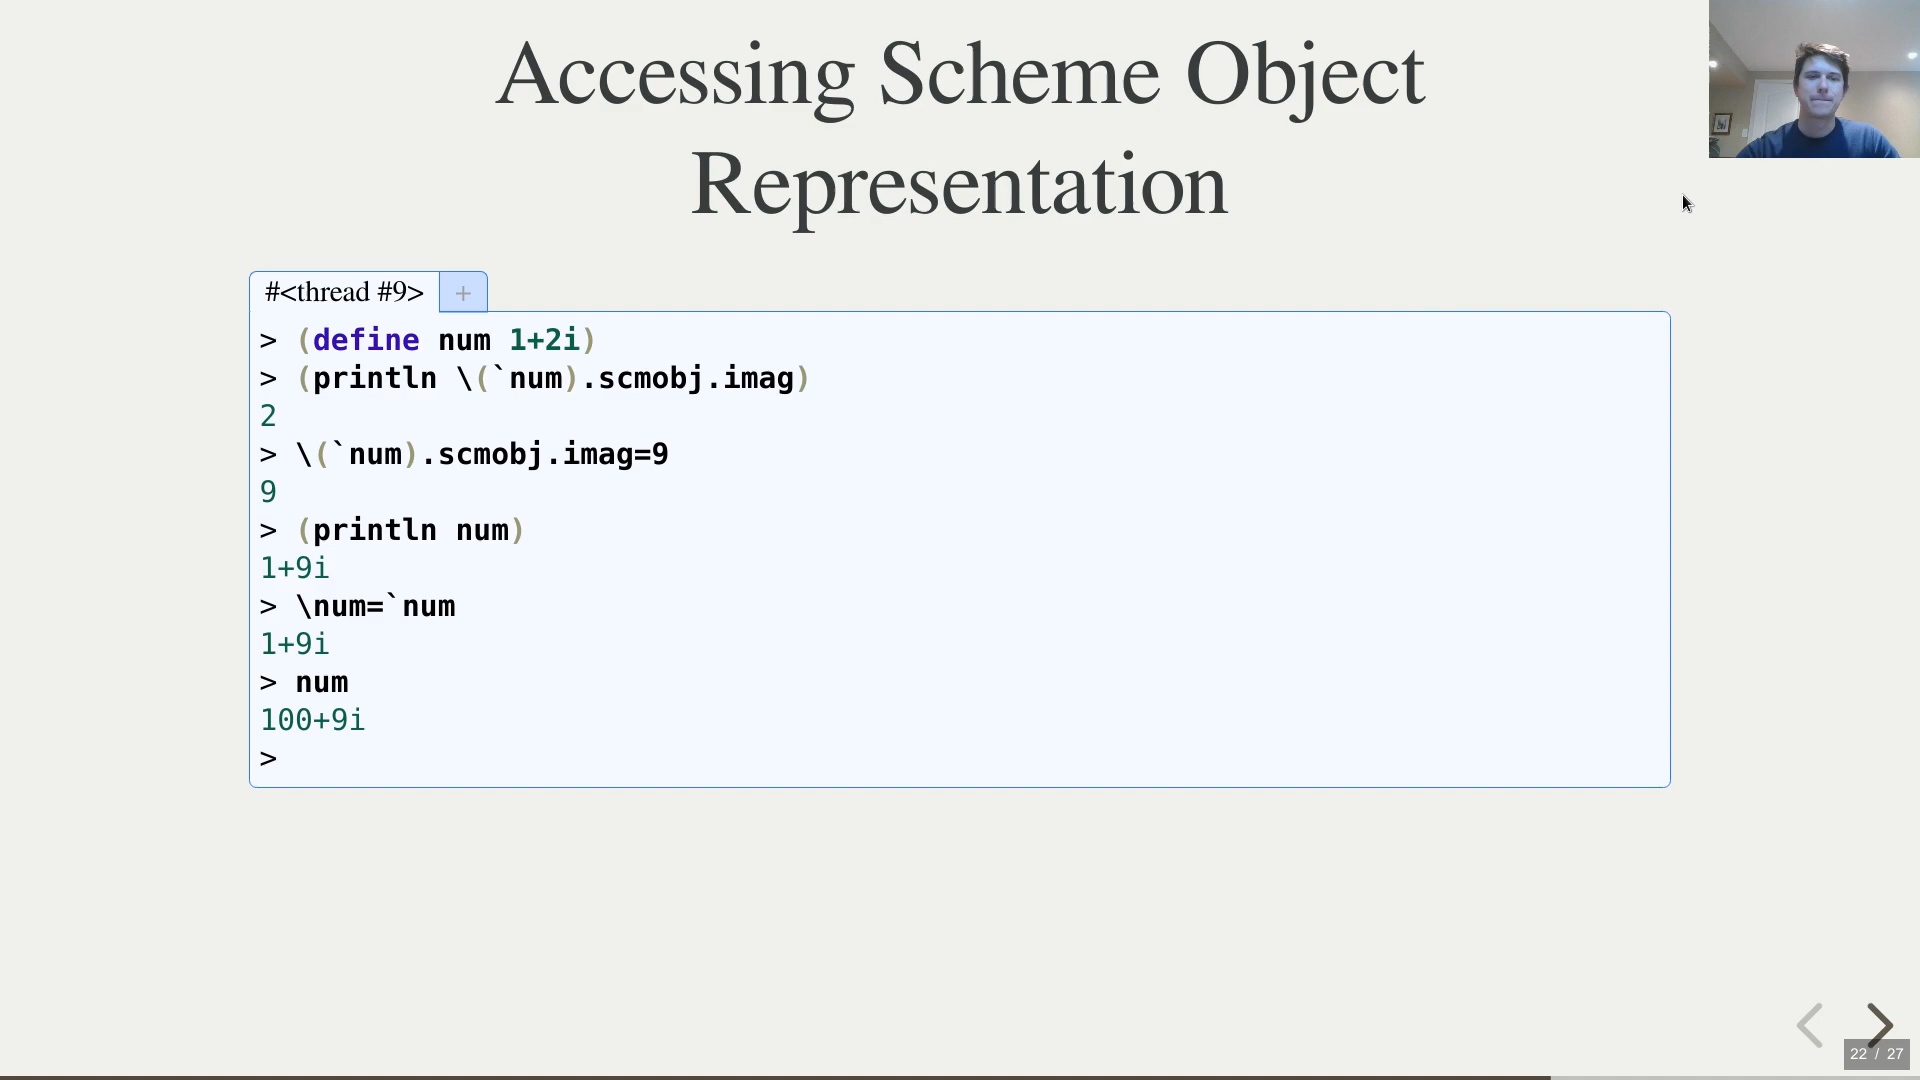 Accessing Scheme Object
Representation
#<thread #9> +
> (define num 1+2i)
> (println \(`num).scmobj.imag)
2
> \(`num).scmobj.imag=9
9
> (println num)
1+9i
> \num=`num
1+9i
> num
100+9i
>
22 / 27